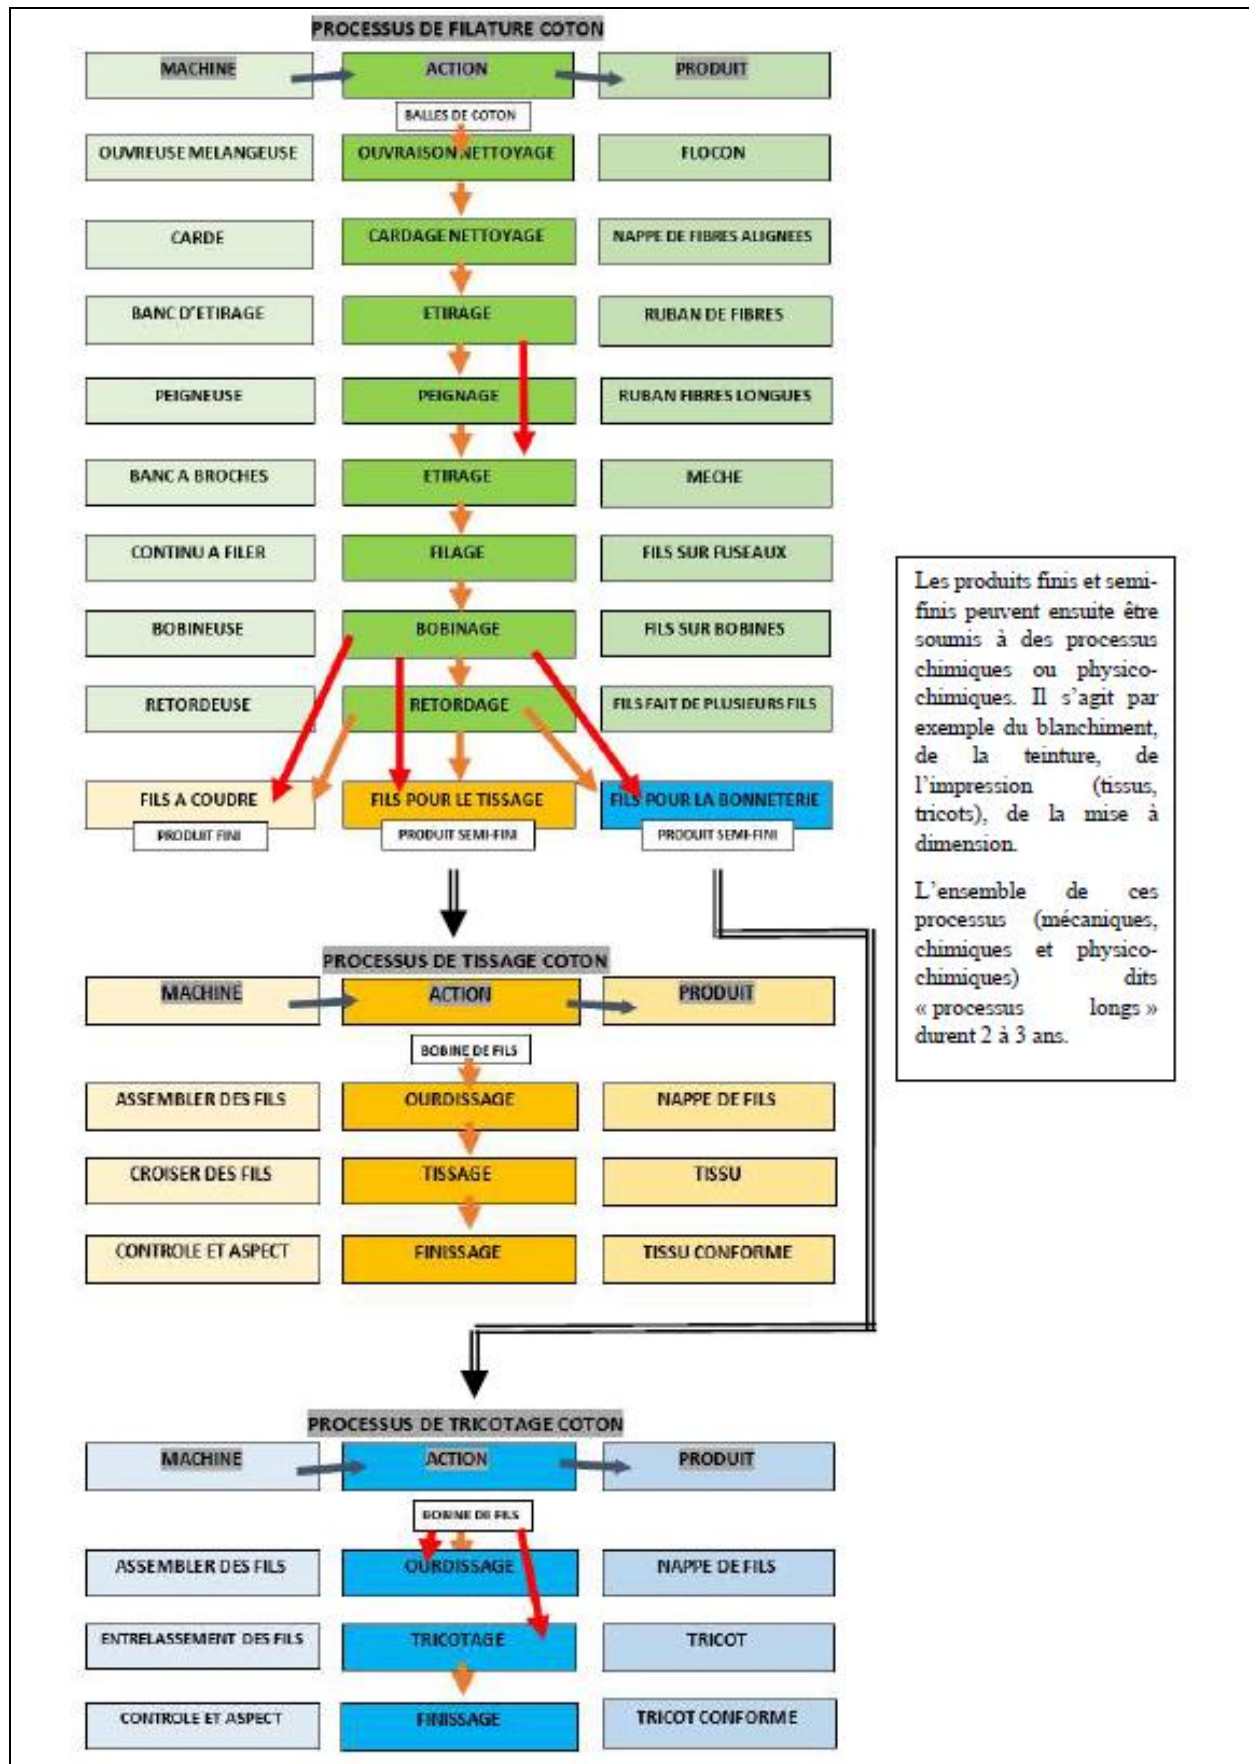 PROCESSUS DE FILATURE COTON
MACHINE ACTION PRODUIT
BALLES DE COTON
OUVREUSE MELANGEUSE OUVRAISON NETTOYAGE FLOCON
CARDE CARDAGE NETTOYAGE NAPPE DE FIBRES ALIGNEES
BANC D'ETIRAGE ETIRAGE RUBAN DE FIBRES
PEIGNEUSE PEIGNAGE RUBAN FIBRES LONGUES
BANC A BROCHES ETIRAGE MECHE
CONTINU A FILER FILAGE FILS SUR FUSEAUX
BOBINEUSE BOBINAGE FILS SUR BOBINES
RETORDEUSE RETORDAGE FILS FAIT DE PLUSIEURS FILS
FILS A COUDRE FILS POUR LE TISSAGE FILS POUR LA BONNETERIE
PRODUIT FINI PRODUIT SEMI-FINI PRODUIT SEMI-FINI
Les produits finis et semi-
finis peuvent ensuite être
soumis à des processus
chimiques ou physico-
chimiques. Il s'agit par
exemple du blanchiment,
de la teinture, de
l'impression (tissus,
tricots), de la mise à
dimension.
L'ensemble de ces
processus (mécaniques,
chimiques et physico-
chimiques) dits
« processus longs »
durent 2 à 3 ans.
PROCESSUS DE TISSAGE COTON
MACHINE ACTION PRODUIT
BOBINE DE FILS
ASSEMBLER DES FILS OURDISSAGE NAPPE DE FILS
CROISER DES FILS TISSAGE TISSU
CONTROLE ET ASPECT FINISSAGE TISSU CONFORME
PROCESSUS DE TRICOTAGE COTON
MACHINE ACTION PRODUIT
BOBINE DE FILS
ASSEMBLER DES FILS OURDISSAGE NAPPE DE FILS
ENTRELASSEMENT DES FILS TRICOTAGE TRICOT
CONTROLE ET ASPECT FINISSAGE TRICOT CONFORME